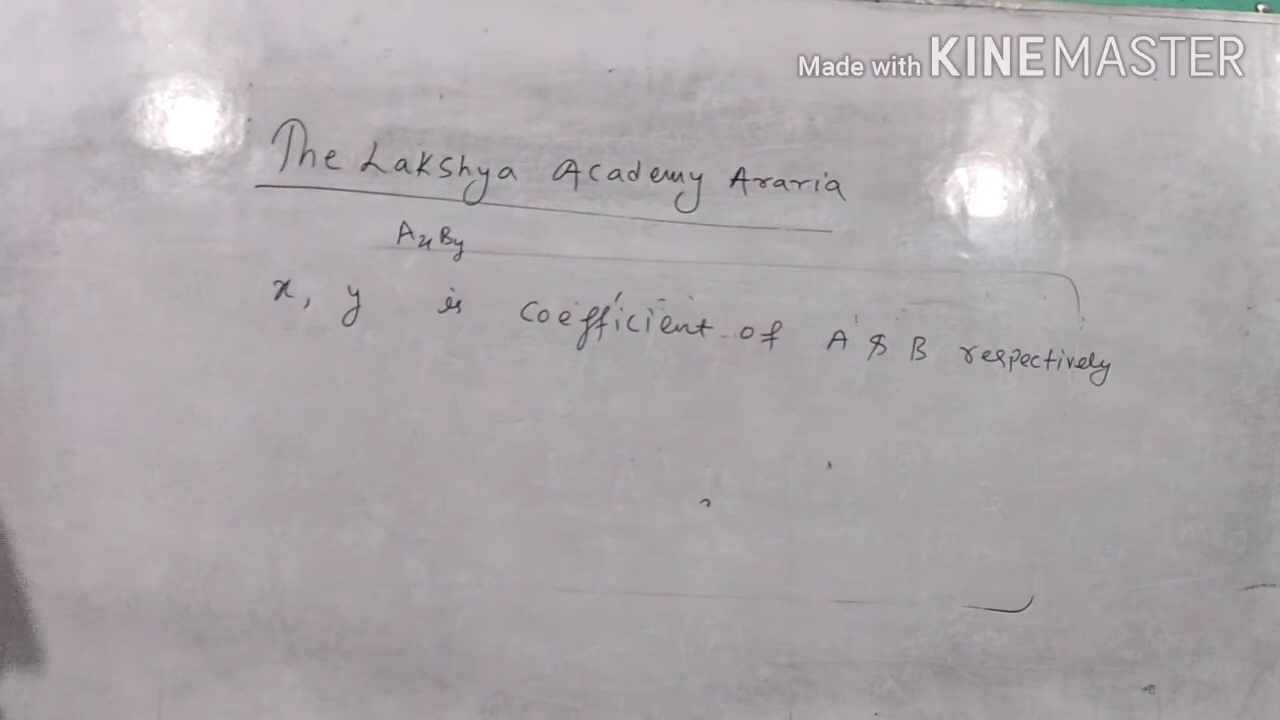 Made with KINEMASTER
The Lakshya Academy Araria
AxBy
x, y is coefficient of A & B respectively